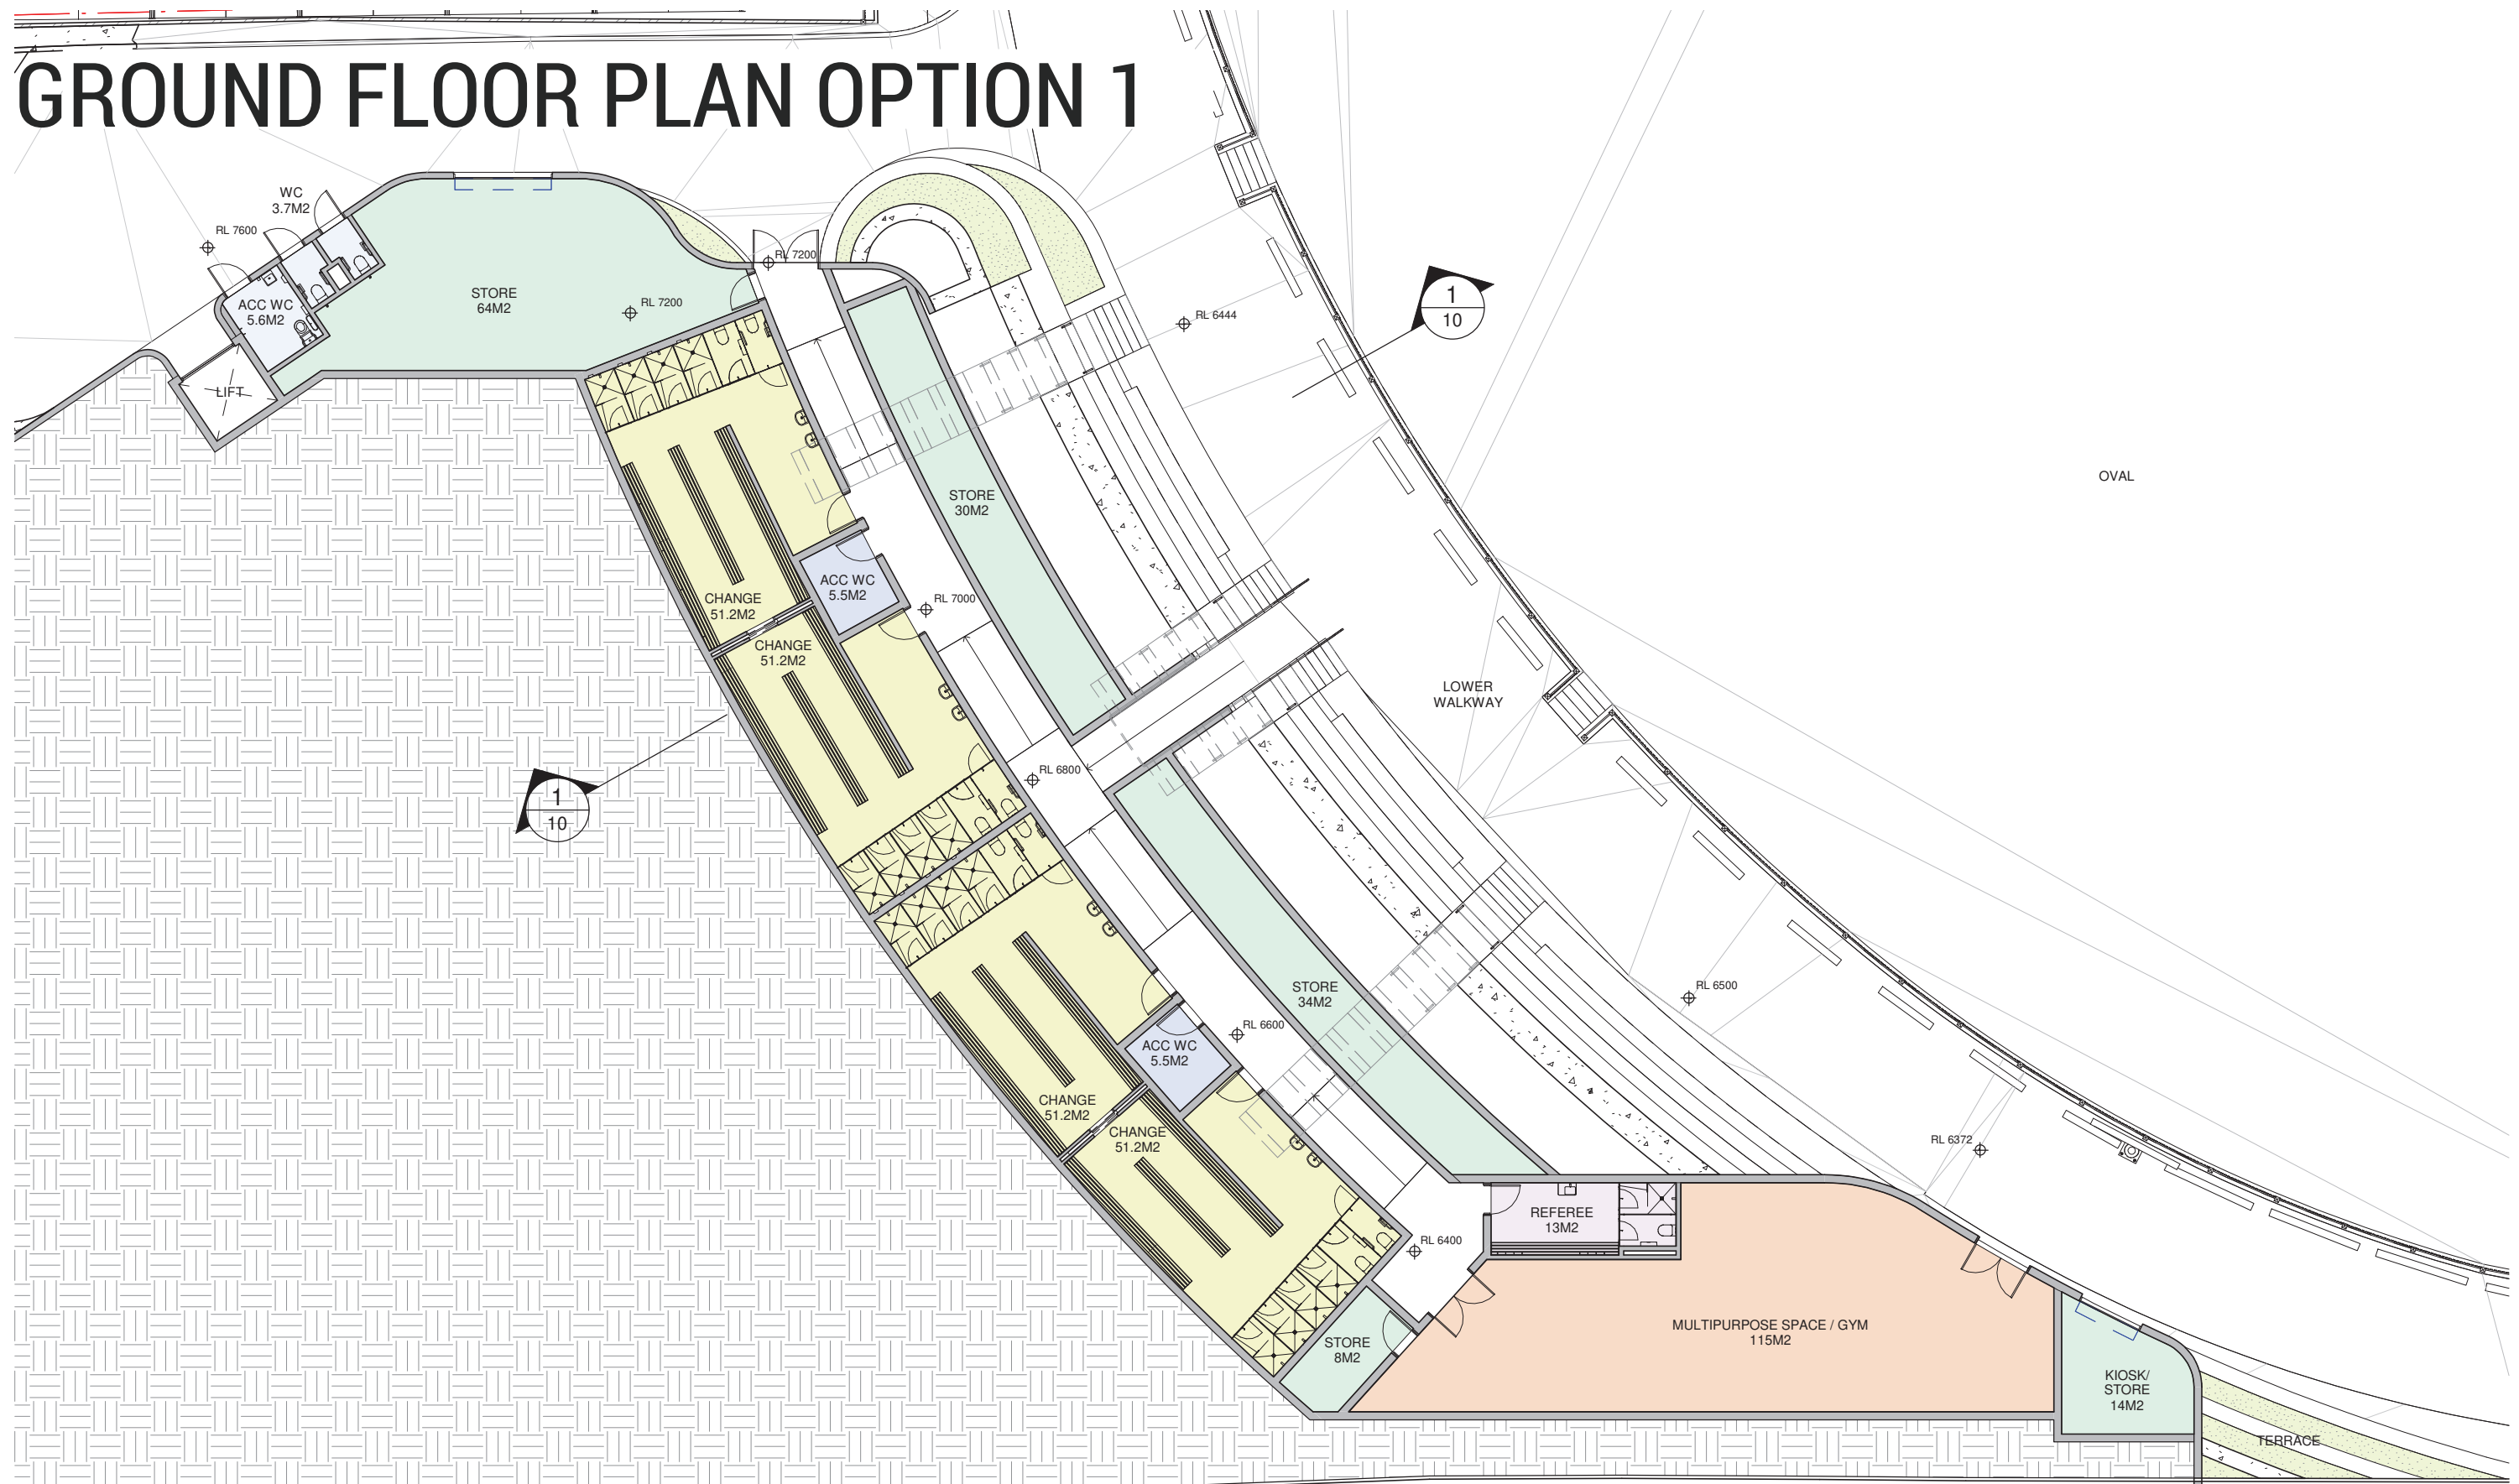 GROUND FLOOR PLAN OPTION 1
WC
3.7M2
RL 7600
RL 7200
ACC WC
5.6M2
STORE
64M2
RL 7200
LIFT
RL 6444
1
10
OVAL
STORE
30M2
ACC WC
5.5M2
CHANGE
51.2M2
RL 7000
CHANGE
51.2M2
LOWER
WALKWAY
RL 6800
1
10
STORE
34M2
RL 6500
RL 6600
ACC WC
5.5M2
CHANGE
51.2M2
CHANGE
51.2M2
RL 6372
REFEREE
13M2
RL 6400
MULTIPURPOSE SPACE / GYM
115M2
STORE
8M2
KIOSK/
STORE
14M2
TERRACE